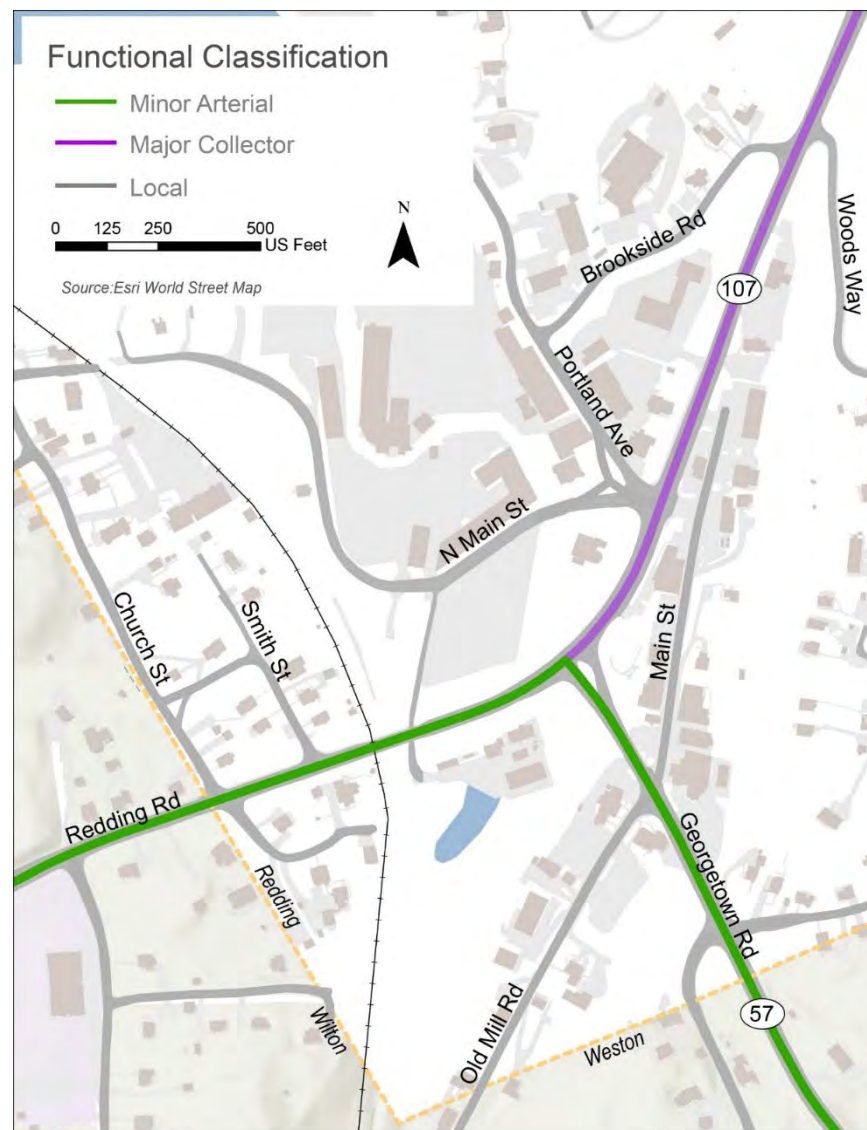 Functional Classification
Minor Arterial
Major Collector
Local
0 125 250 500
US Feet
N
Source:Esri World Street Map
Brookside Rd
Woods Way
107
Portland Ave
N Main St
Main St
Church St
Smith St
Redding Rd
Georgetown Rd
Redding
Wilton
Old Mill Rd
Weston
57